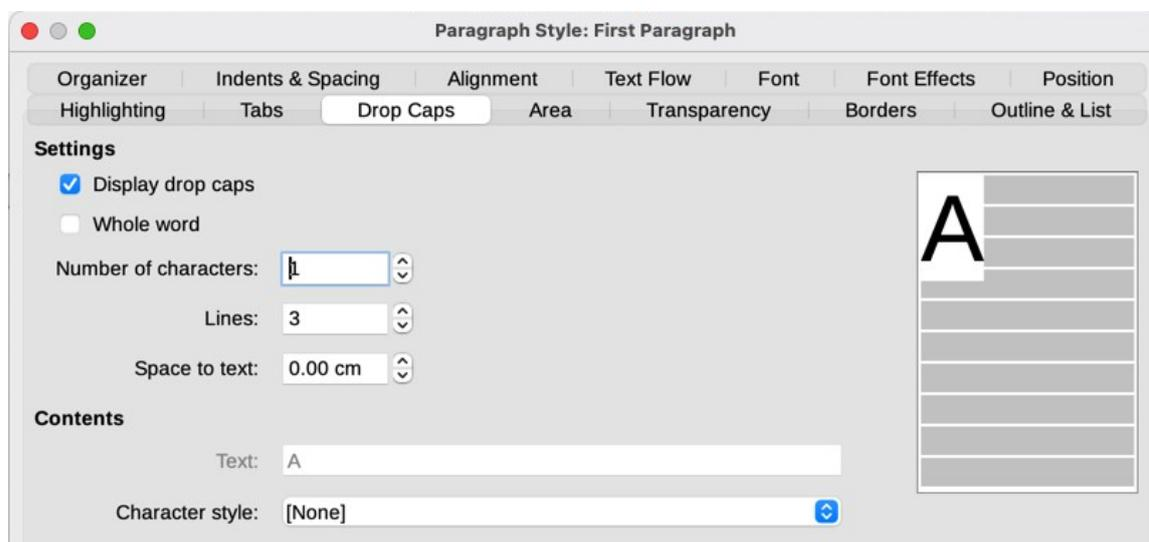 Paragraph Style: First Paragraph
Organizer Indents & Spacing Alignment Text Flow Font Font Effects Position
Highlighting Tabs Drop Caps Area Transparency Borders Outline & List
Settings
Display drop caps
Whole word
Number of characters: 1
Lines: 3
Space to text: 0.00 cm
A
Contents
Text: A
Character style: [None]